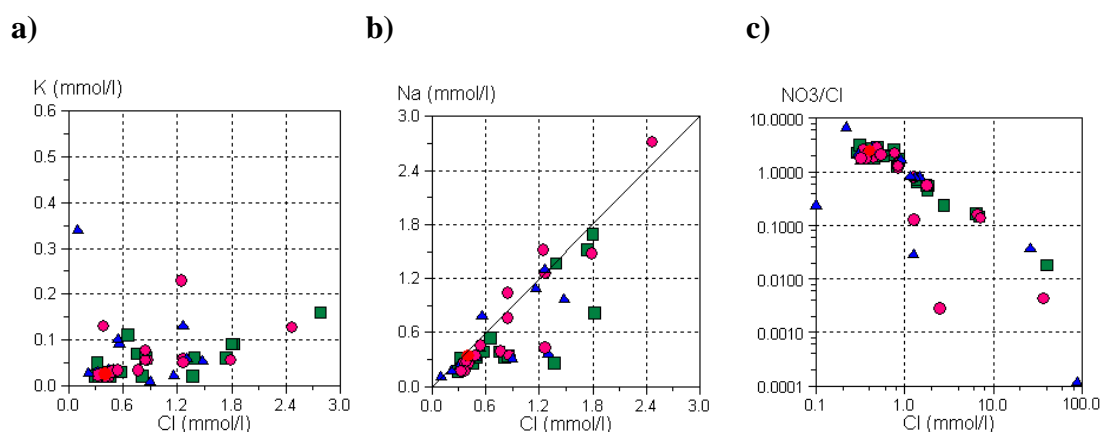 a)
b)
c)
K (mmol/l)
0.6
0.5
0.4
0.3
0.2
0.1
0.0
0.0 0.6 1.2 1.8 2.4 3.0
Cl (mmol/l)
Na (mmol/l)
3.0
2.4
1.8
1.2
0.6
0.0
0.0 0.6 1.2 1.8 2.4 3.0
Cl (mmol/l)
NO3/Cl
10.0000
1.0000
0.1000
0.0100
0.0010
0.0001
0.1 1.0 10.0 100.0
Cl (mmol/l)